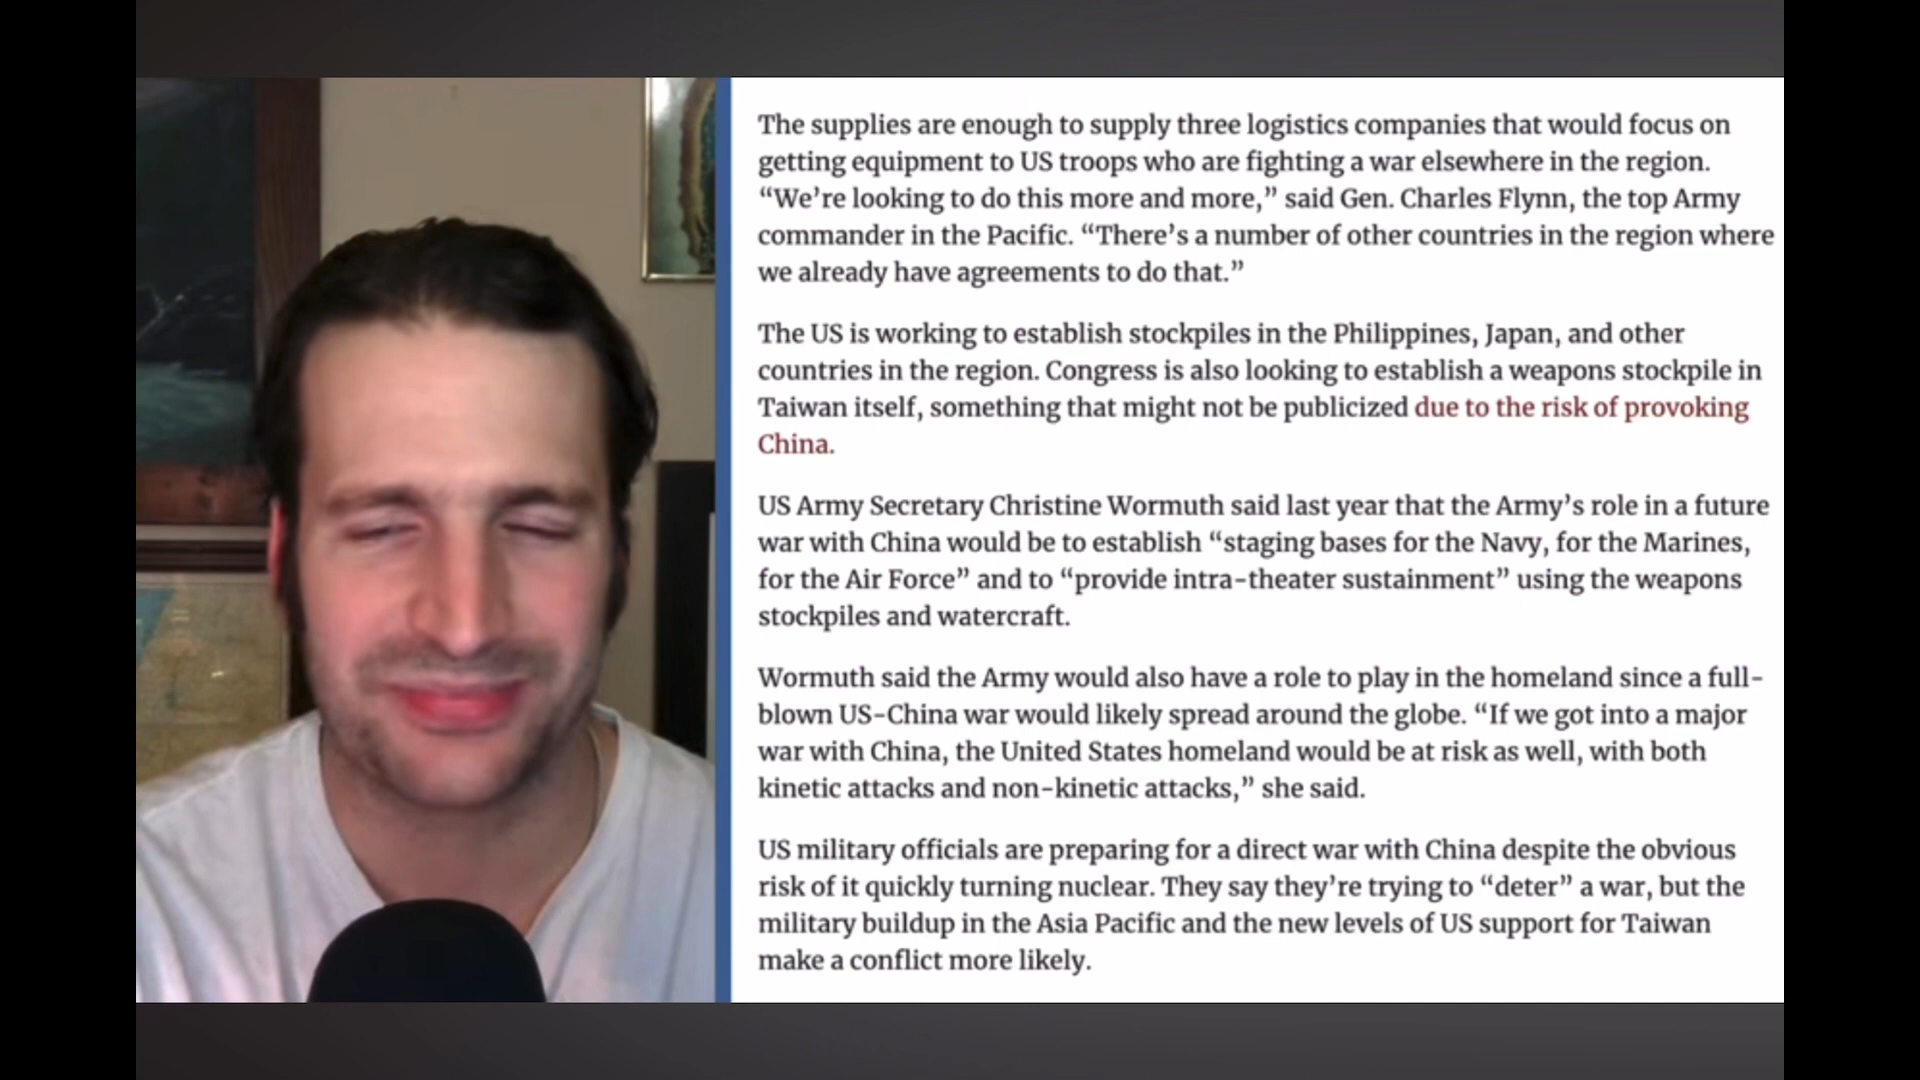 The supplies are enough to supply three logistics companies that would focus on
getting equipment to US troops who are fighting a war elsewhere in the region.
“We’re looking to do this more and more,” said Gen. Charles Flynn, the top Army
commander in the Pacific. “There’s a number of other countries in the region where
we already have agreements to do that.”
The US is working to establish stockpiles in the Philippines, Japan, and other
countries in the region. Congress is also looking to establish a weapons stockpile in
Taiwan itself, something that might not be publicized due to the risk of provoking
China.
US Army Secretary Christine Wormuth said last year that the Army’s role in a future
war with China would be to establish “staging bases for the Navy, for the Marines,
for the Air Force” and to “provide intra-theater sustainment” using the weapons
stockpiles and watercraft.
Wormuth said the Army would also have a role to play in the homeland since a full-
blown US-China war would likely spread around the globe. “If we got into a major
war with China, the United States homeland would be at risk as well, with both
kinetic attacks and non-kinetic attacks,” she said.
US military officials are preparing for a direct war with China despite the obvious
risk of it quickly turning nuclear. They say they’re trying to “deter” a war, but the
military buildup in the Asia Pacific and the new levels of US support for Taiwan
make a conflict more likely.